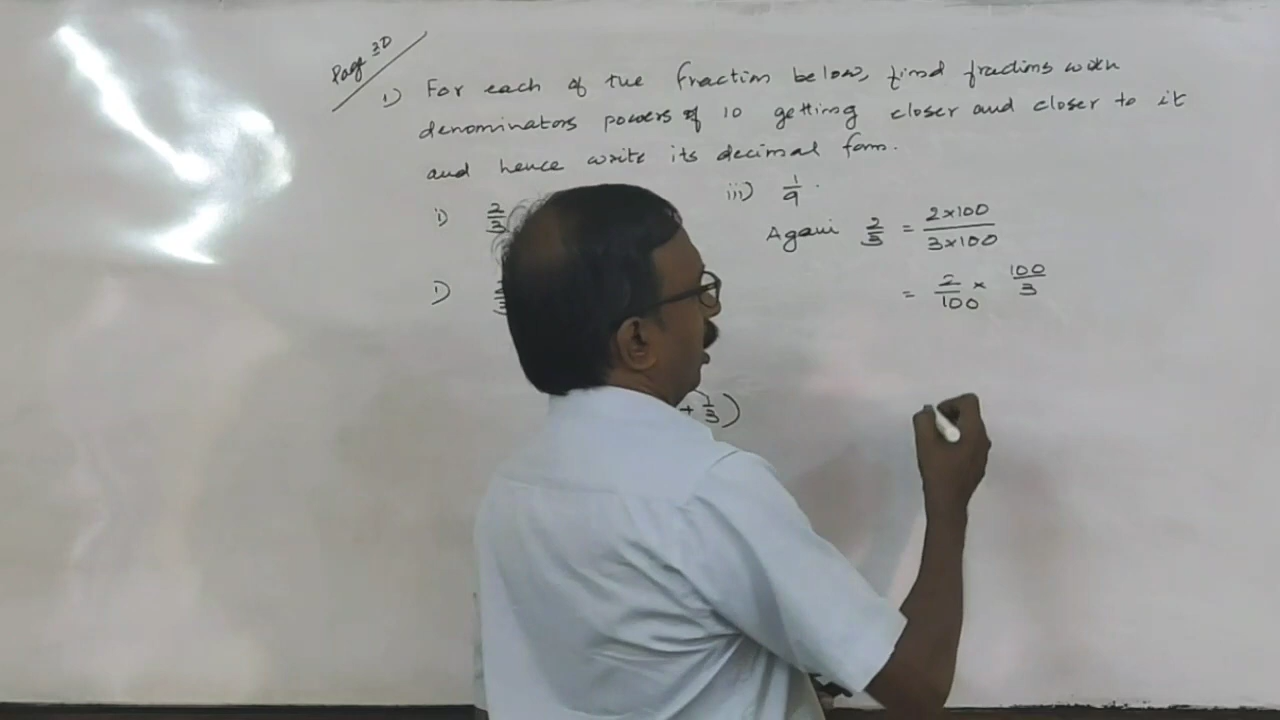 Page 30
1) For each of the fraction below, find fractions with
denominators powers of 10 getting closer and closer to it
and hence write its decimal form.
i) 2/3
iii) 1/9.
Again 2/3 = 2×100/3×100
= 2/100 × 100/3
i)
+ 1/3)